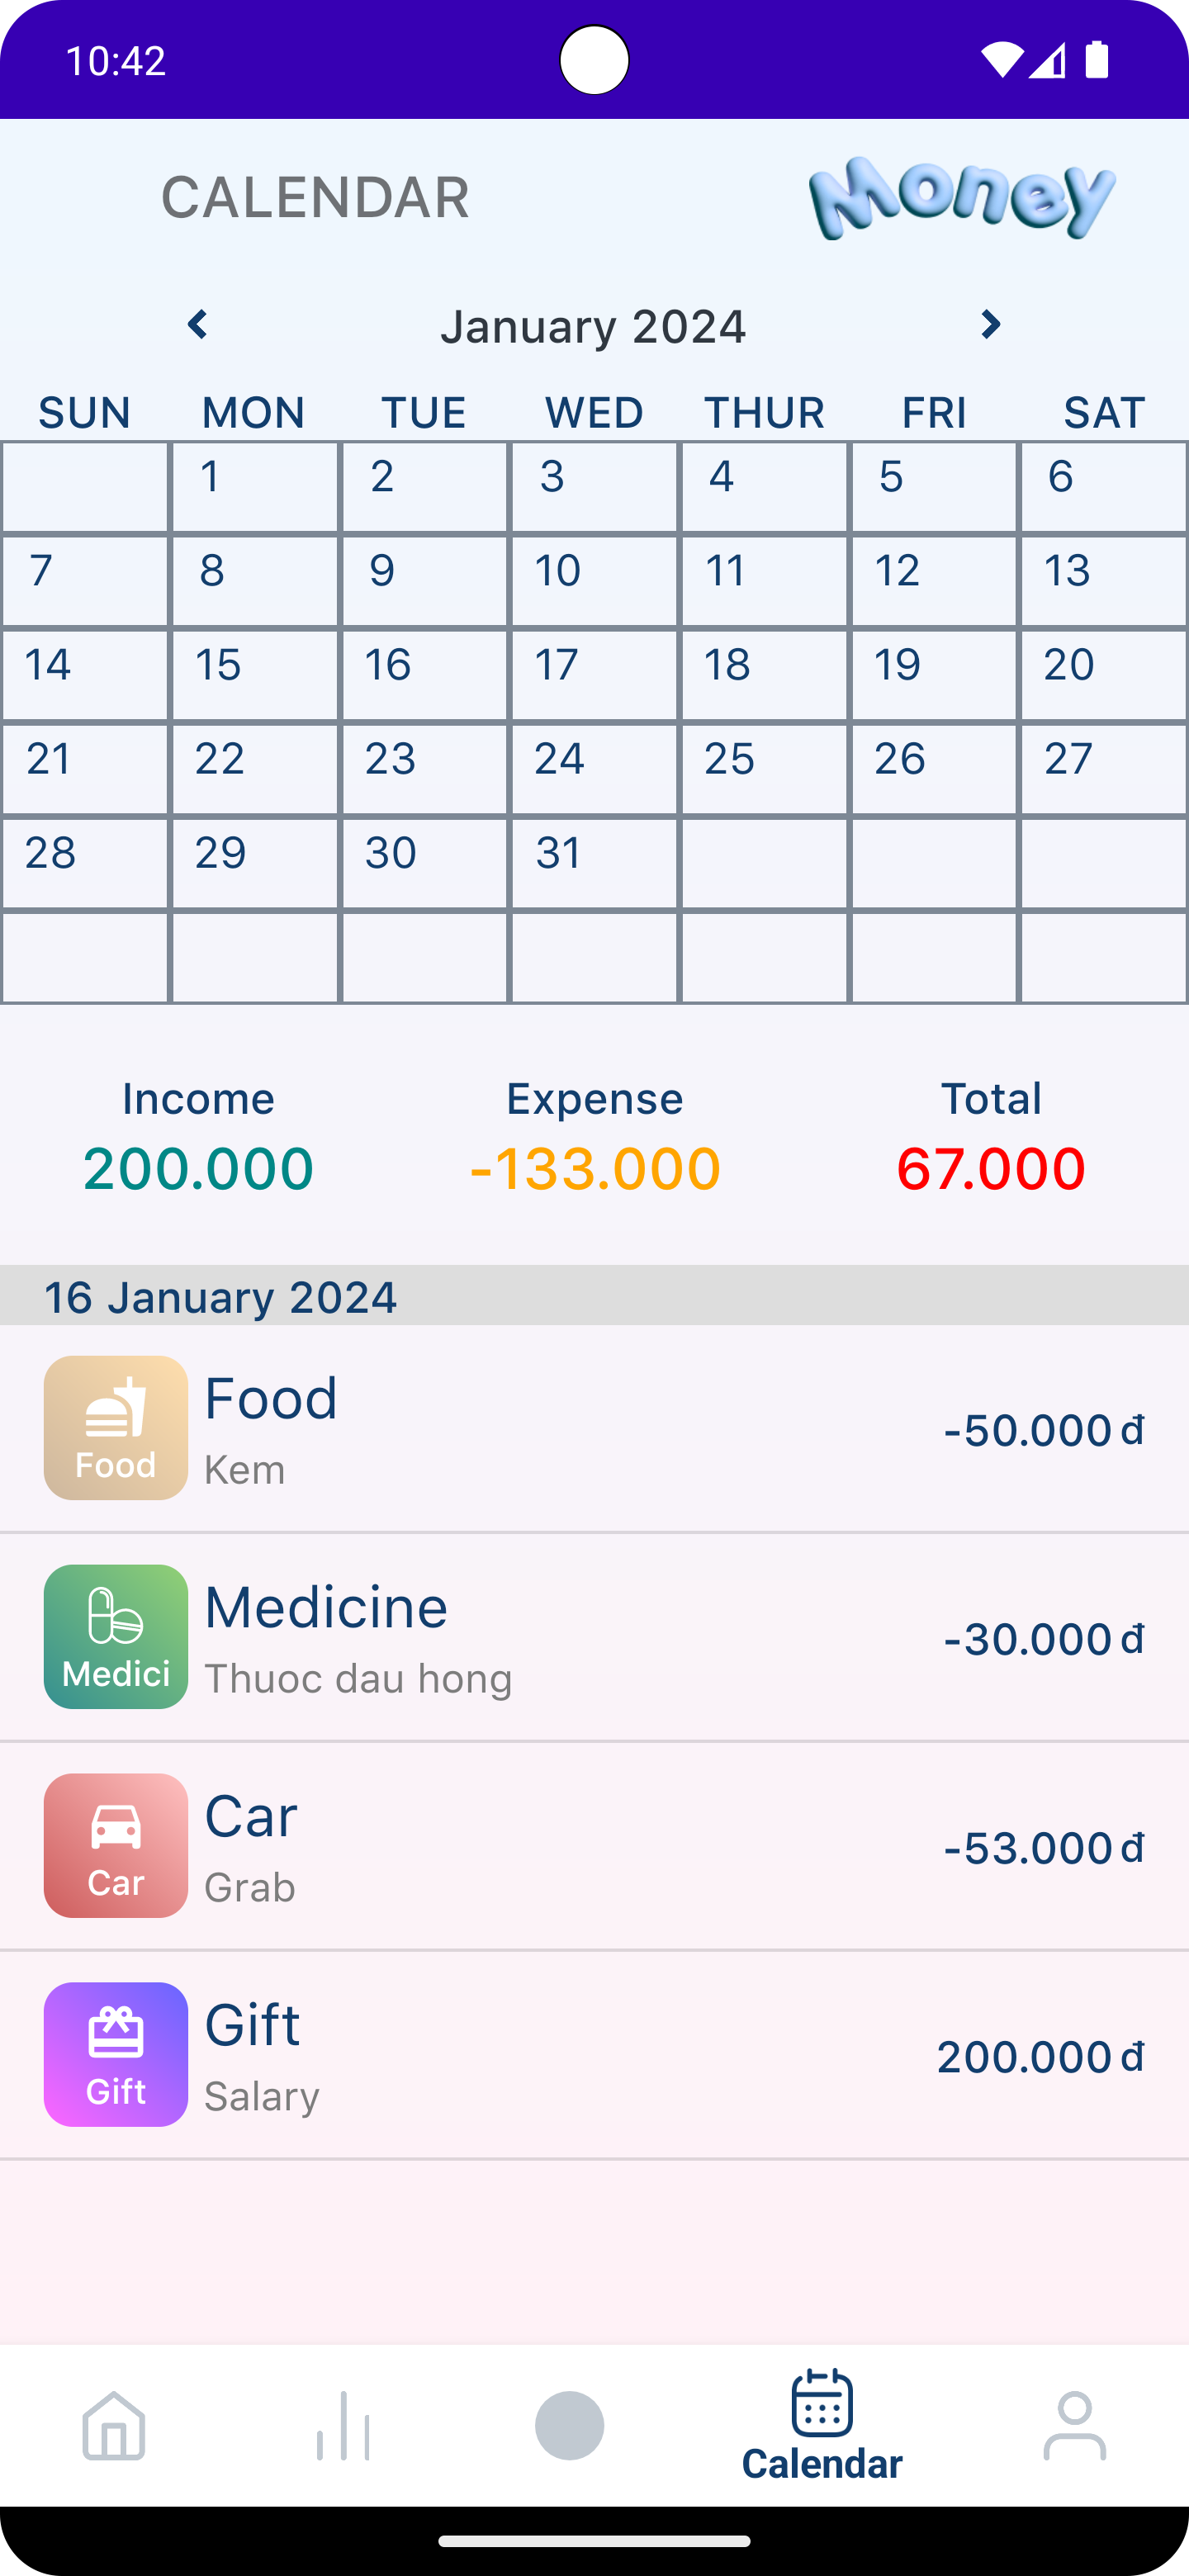 10:42
CALENDAR
Money
January 2024
SUN MON TUE WED THUR FRI SAT
1 2 3 4 5 6
7 8 9 10 11 12 13
14 15 16 17 18 19 20
21 22 23 24 25 26 27
28 29 30 31
Income Expense Total
200.000 -133.000 67.000
16 January 2024
Food
Food
Kem
-50.000 đ
Medici
Medicine
Thuoc dau hong
-30.000 đ
Car
Car
Grab
-53.000 đ
Gift
Gift
Salary
200.000 đ
Calendar